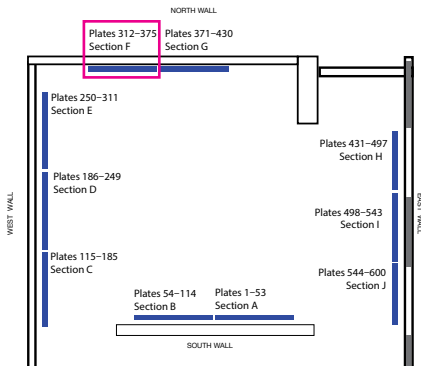 NORTH WALL
Plates 312–375
Section F
Plates 371–430
Section G
Plates 250–311
Section E
Plates 431–497
Section H
Plates 186–249
Section D
WEST WALL
EAST WALL
Plates 498–543
Section I
Plates 115–185
Section C
Plates 544–600
Section J
Plates 54–114
Section B
Plates 1–53
Section A
SOUTH WALL